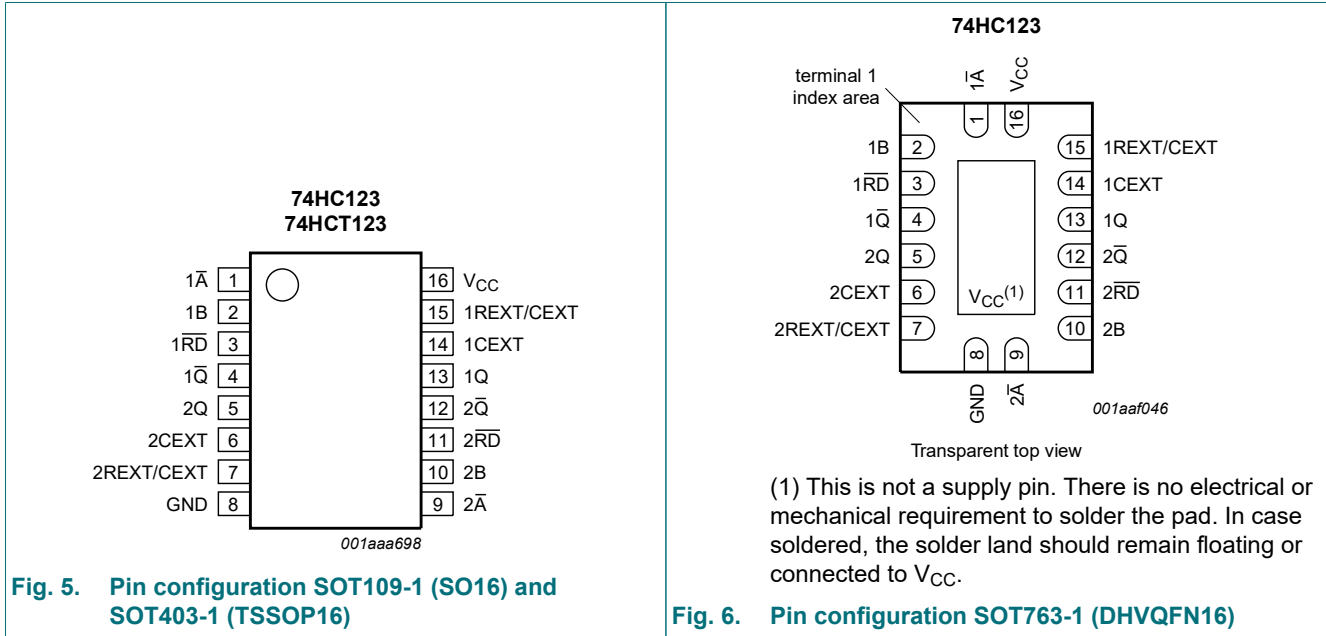 74HC123
74HCT123
1A̅ 1
1B 2
1R̅D̅ 3
1Q̅ 4
2Q 5
2CEXT 6
2REXT/CEXT 7
GND 8
16 VCC
15 1REXT/CEXT
14 1CEXT
13 1Q
12 2Q̅
11 2R̅D̅
10 2B
9 2A̅
001aaa698
Fig. 5. Pin configuration SOT109-1 (SO16) and
SOT403-1 (TSSOP16)
74HC123
terminal 1
index area
1A̅ 1
VCC 16
1B 2
1R̅D̅ 3
1Q̅ 4
2Q 5
2CEXT 6
2REXT/CEXT 7
VCC(1)
15 1REXT/CEXT
14 1CEXT
13 1Q
12 2Q̅
11 2R̅D̅
10 2B
8 GND
9 2A̅
001aaf046
Transparent top view
(1) This is not a supply pin. There is no electrical or
mechanical requirement to solder the pad. In case
soldered, the solder land should remain floating or
connected to VCC.
Fig. 6. Pin configuration SOT763-1 (DHVQFN16)